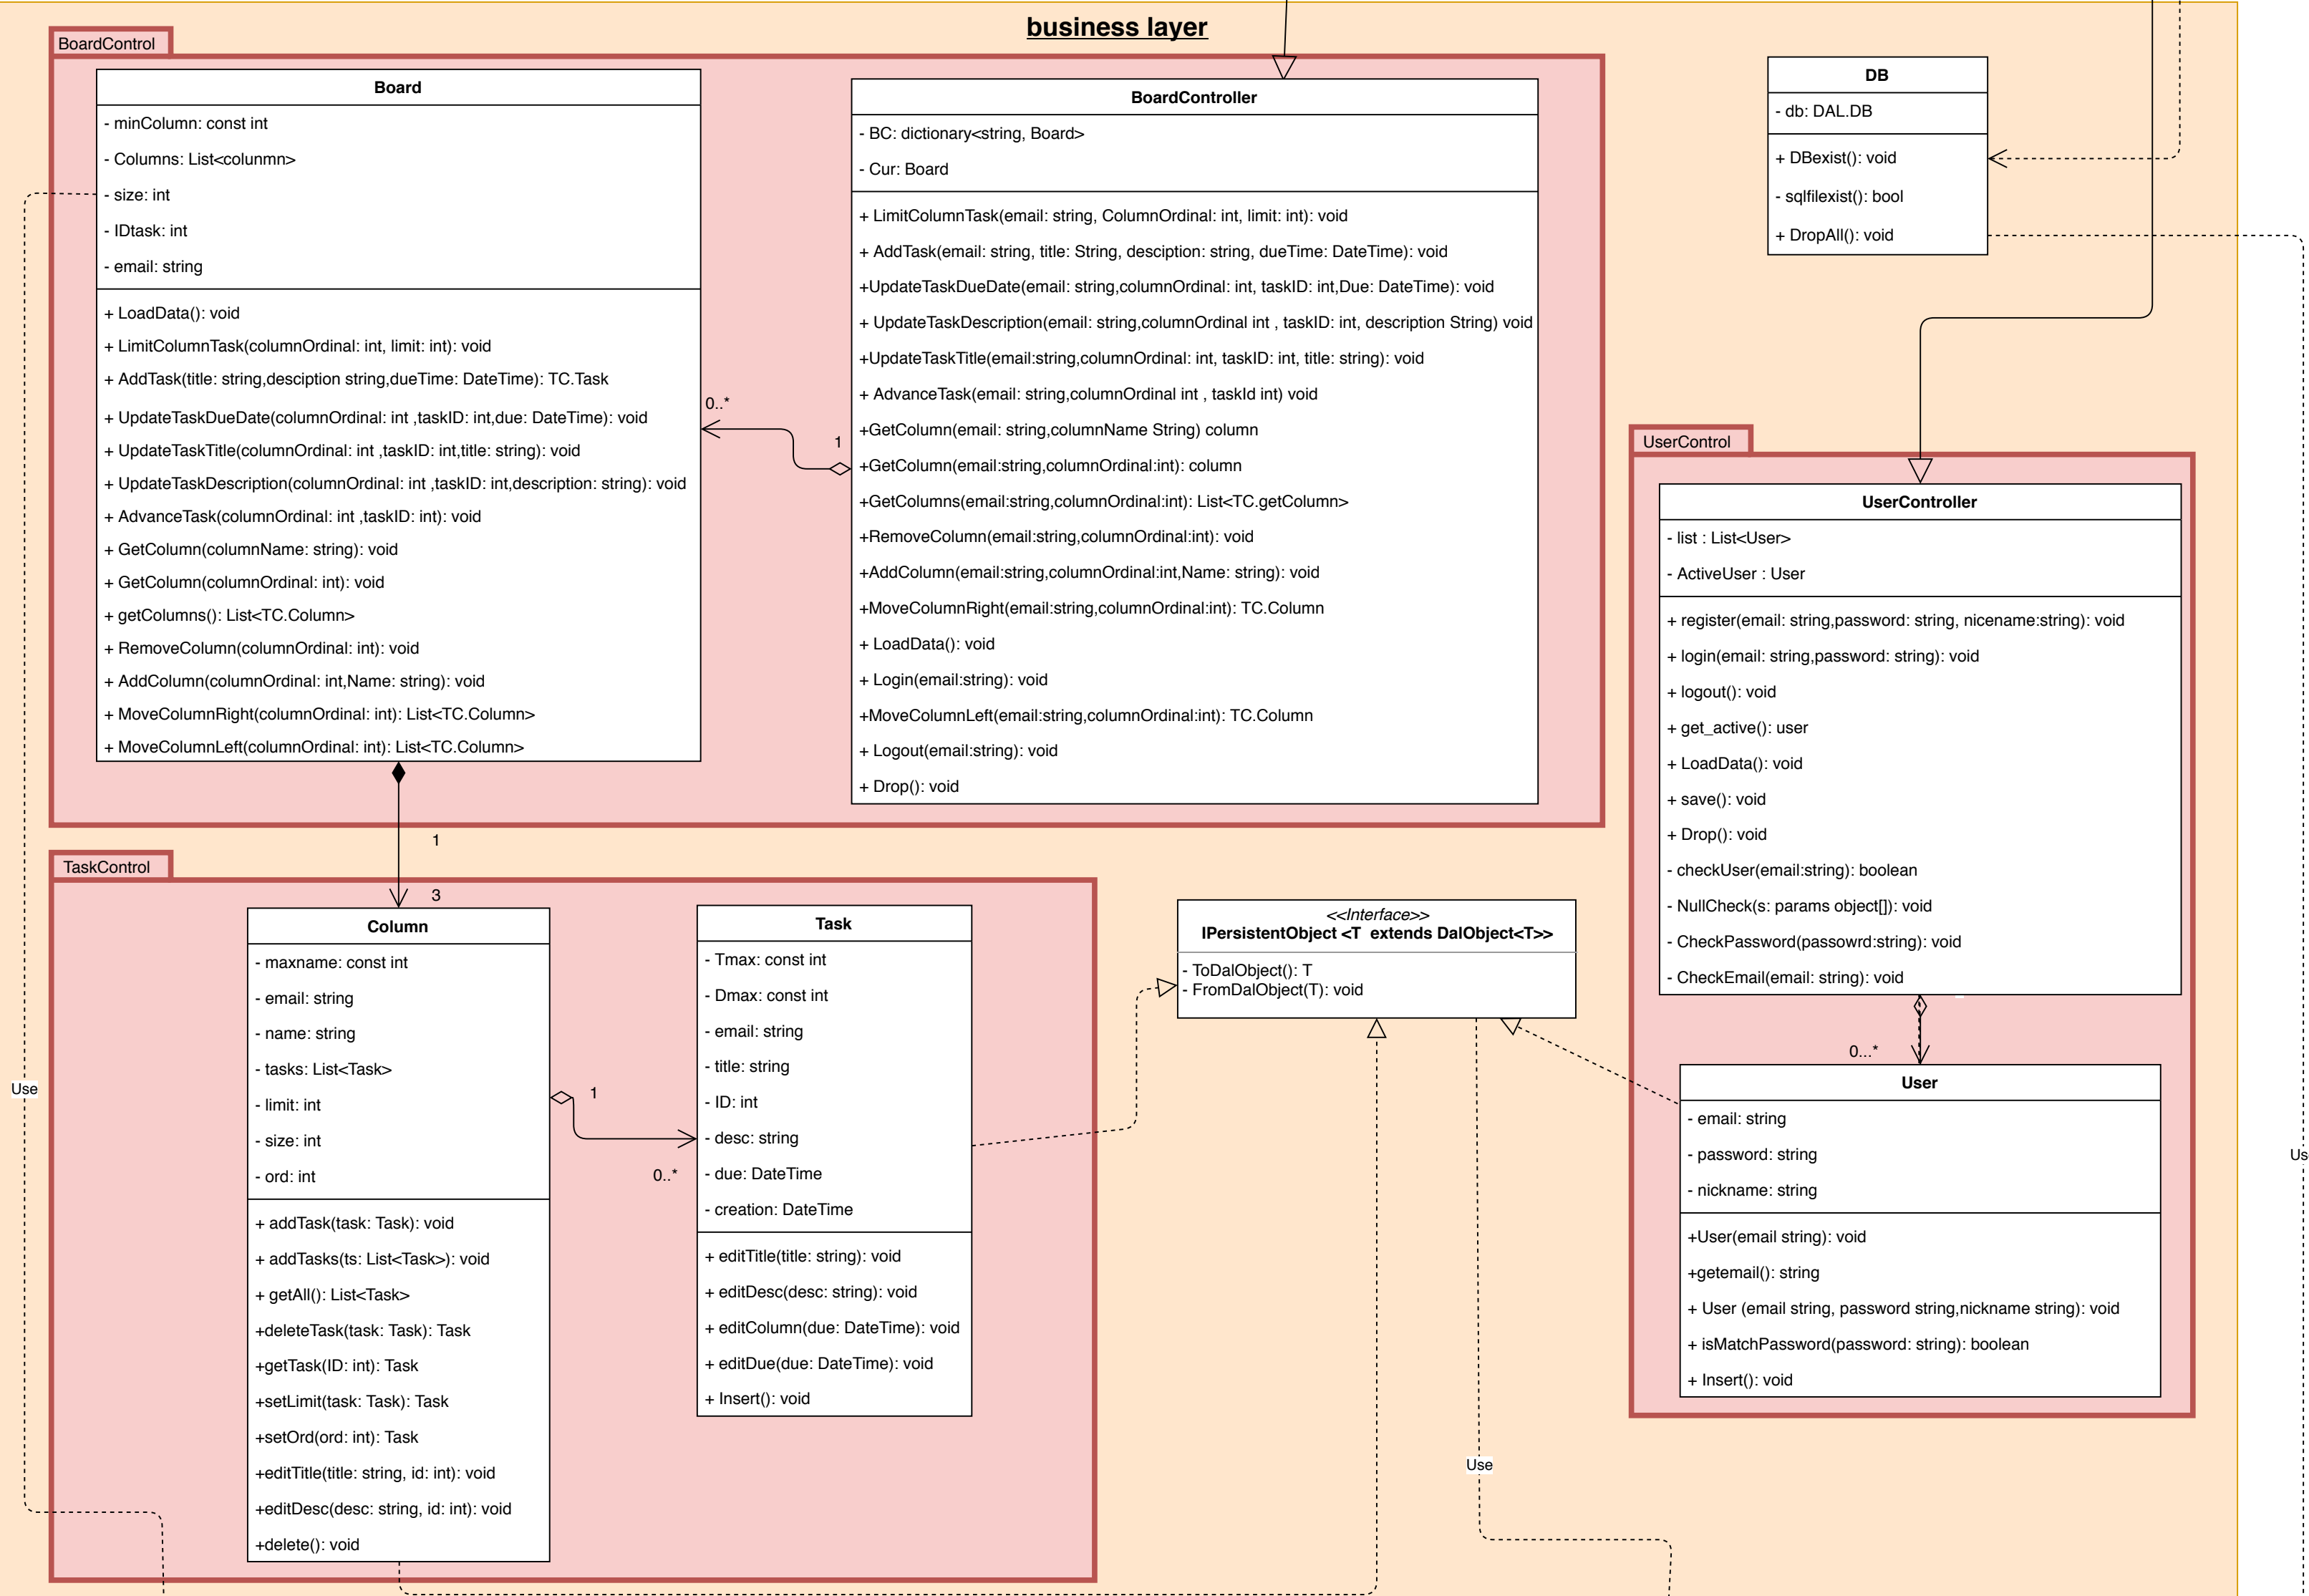 business layer
BoardControl
Board
- minColumn: const int
- Columns: List<colunmn>
- size: int
- IDtask: int
- email: string
+ LoadData(): void
+ LimitColumnTask(columnOrdinal: int, limit: int): void
+ AddTask(title: string,desciption string,dueTime: DateTime): TC.Task
+ UpdateTaskDueDate(columnOrdinal: int ,taskID: int,due: DateTime): void
+ UpdateTaskTitle(columnOrdinal: int ,taskID: int,title: string): void
+ UpdateTaskDescription(columnOrdinal: int ,taskID: int,description: string): void
+ AdvanceTask(columnOrdinal: int ,taskID: int): void
+ GetColumn(columnName: string): void
+ GetColumn(columnOrdinal: int): void
+ getColumns(): List<TC.Column>
+ RemoveColumn(columnOrdinal: int): void
+ AddColumn(columnOrdinal: int,Name: string): void
+ MoveColumnRight(columnOrdinal: int): List<TC.Column>
+ MoveColumnLeft(columnOrdinal: int): List<TC.Column>
0..*
1
BoardController
- BC: dictionary<string, Board>
- Cur: Board
+ LimitColumnTask(email: string, ColumnOrdinal: int, limit: int): void
+ AddTask(email: string, title: String, desciption: string, dueTime: DateTime): void
+UpdateTaskDueDate(email: string,columnOrdinal: int, taskID: int,Due: DateTime): void
+ UpdateTaskDescription(email: string,columnOrdinal int , taskID: int, description String) void
+UpdateTaskTitle(email:string,columnOrdinal: int, taskID: int, title: string): void
+ AdvanceTask(email: string,columnOrdinal int , taskId int) void
+GetColumn(email: string,columnName String) column
+GetColumn(email:string,columnOrdinal:int): column
+GetColumns(email:string,columnOrdinal:int): List<TC.getColumn>
+RemoveColumn(email:string,columnOrdinal:int): void
+AddColumn(email:string,columnOrdinal:int,Name: string): void
+MoveColumnRight(email:string,columnOrdinal:int): TC.Column
+ LoadData(): void
+ Login(email:string): void
+MoveColumnLeft(email:string,columnOrdinal:int): TC.Column
+ Logout(email:string): void
+ Drop(): void
DB
- db: DAL.DB
+ DBexist(): void
- sqlfilexist(): bool
+ DropAll(): void
UserControl
UserController
- list : List<User>
- ActiveUser : User
+ register(email: string,password: string, nicename:string): void
+ login(email: string,password: string): void
+ logout(): void
+ get_active(): user
+ LoadData(): void
+ save(): void
+ Drop(): void
- checkUser(email:string): boolean
- NullCheck(s: params object[]): void
- CheckPassword(passowrd:string): void
- CheckEmail(email: string): void
0...*
User
- email: string
- password: string
- nickname: string
+User(email string): void
+getemail(): string
+ User (email string, password string,nickname string): void
+ isMatchPassword(password: string): boolean
+ Insert(): void
1
3
TaskControl
Column
- maxname: const int
- email: string
- name: string
- tasks: List<Task>
- limit: int
- size: int
- ord: int
+ addTask(task: Task): void
+ addTasks(ts: List<Task>): void
+ getAll(): List<Task>
+deleteTask(task: Task): Task
+getTask(ID: int): Task
+setLimit(task: Task): Task
+setOrd(ord: int): Task
+editTitle(title: string, id: int): void
+editDesc(desc: string, id: int): void
+delete(): void
1
0..*
Task
- Tmax: const int
- Dmax: const int
- email: string
- title: string
- ID: int
- desc: string
- due: DateTime
- creation: DateTime
+ editTitle(title: string): void
+ editDesc(desc: string): void
+ editColumn(due: DateTime): void
+ editDue(due: DateTime): void
+ Insert(): void
<<Interface>>
IPersistentObject <T  extends DalObject<T>>
- ToDalObject(): T
- FromDalObject(T): void
Use
Use
Us